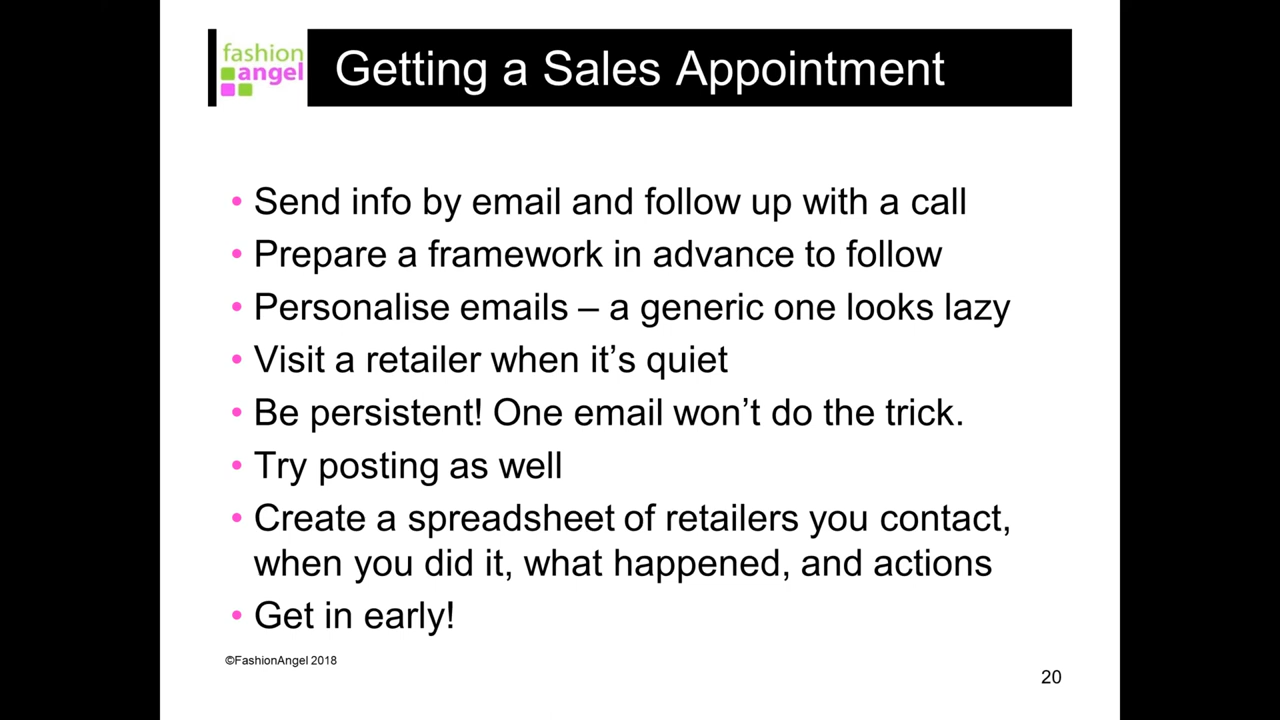 fashion
angel
Getting a Sales Appointment
• Send info by email and follow up with a call
• Prepare a framework in advance to follow
• Personalise emails – a generic one looks lazy
• Visit a retailer when it’s quiet
• Be persistent! One email won’t do the trick.
• Try posting as well
• Create a spreadsheet of retailers you contact,
when you did it, what happened, and actions
• Get in early!
©FashionAngel 2018
20